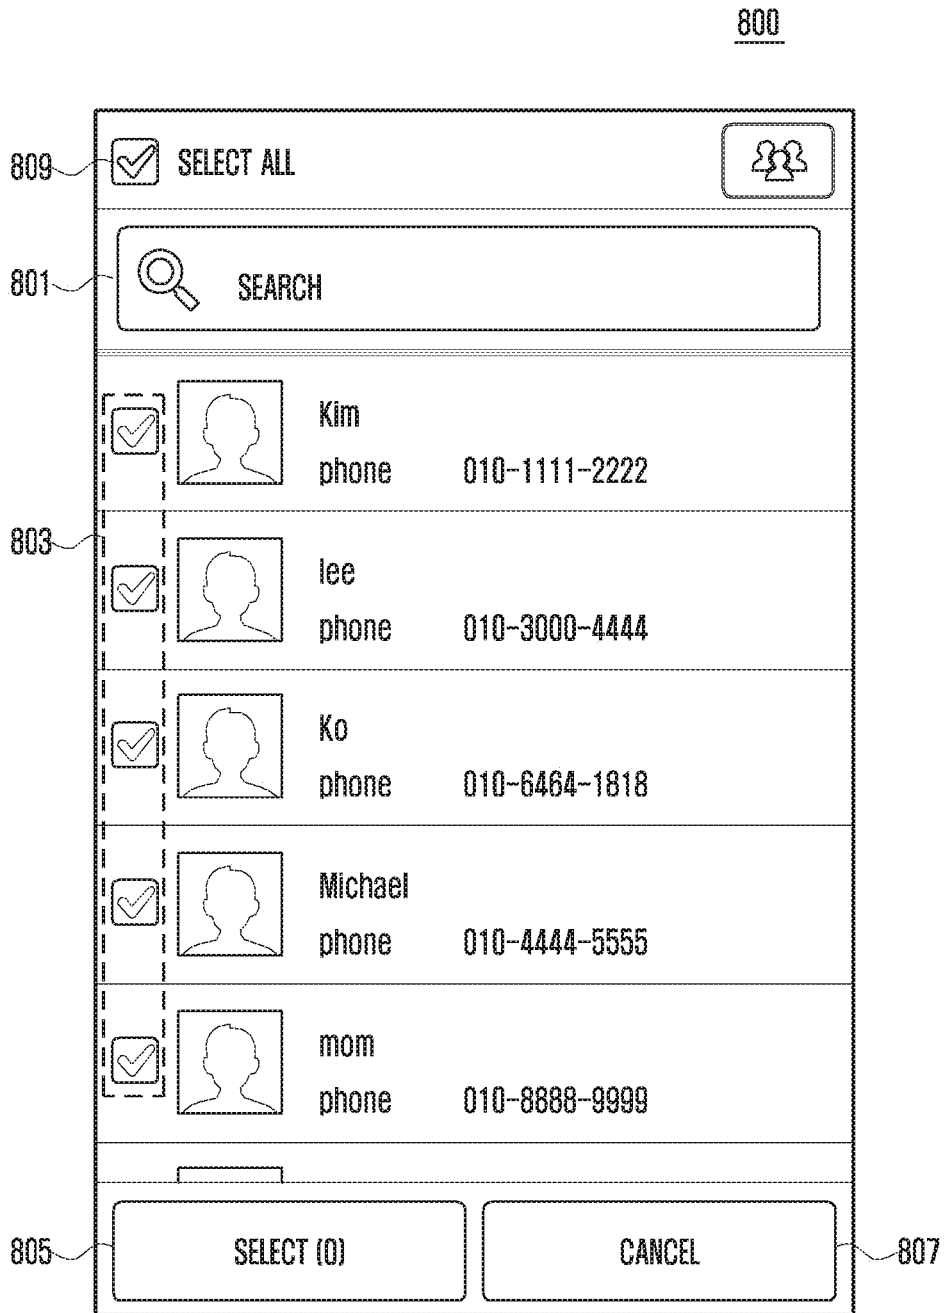 800
809 SELECT ALL
801 SEARCH
Kim
phone 010-1111-2222
803
lee
phone 010-3000-4444
Ko
phone 010-6464-1818
Michael
phone 010-4444-5555
mom
phone 010-8888-9999
805 SELECT (0) CANCEL 807